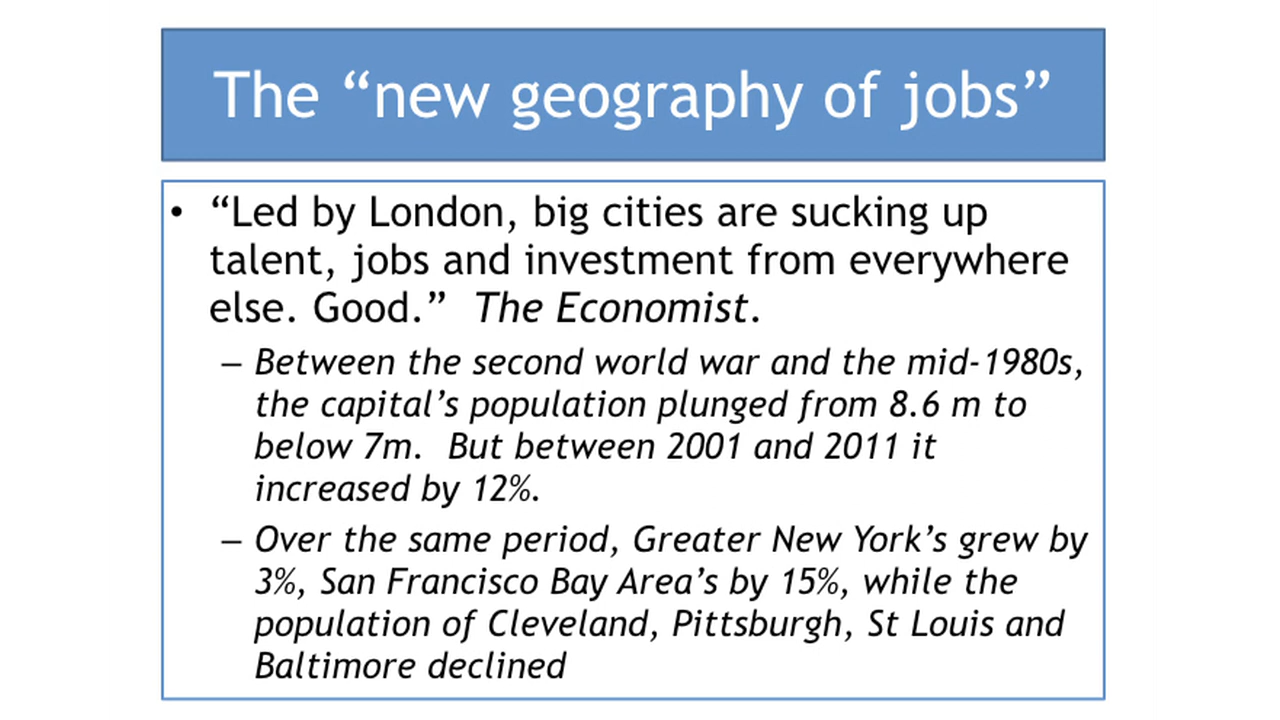 The “new geography of jobs”
• “Led by London, big cities are sucking up
talent, jobs and investment from everywhere
else. Good.” The Economist.
– Between the second world war and the mid-1980s,
the capital’s population plunged from 8.6 m to
below 7m. But between 2001 and 2011 it
increased by 12%.
– Over the same period, Greater New York’s grew by
3%, San Francisco Bay Area’s by 15%, while the
population of Cleveland, Pittsburgh, St Louis and
Baltimore declined